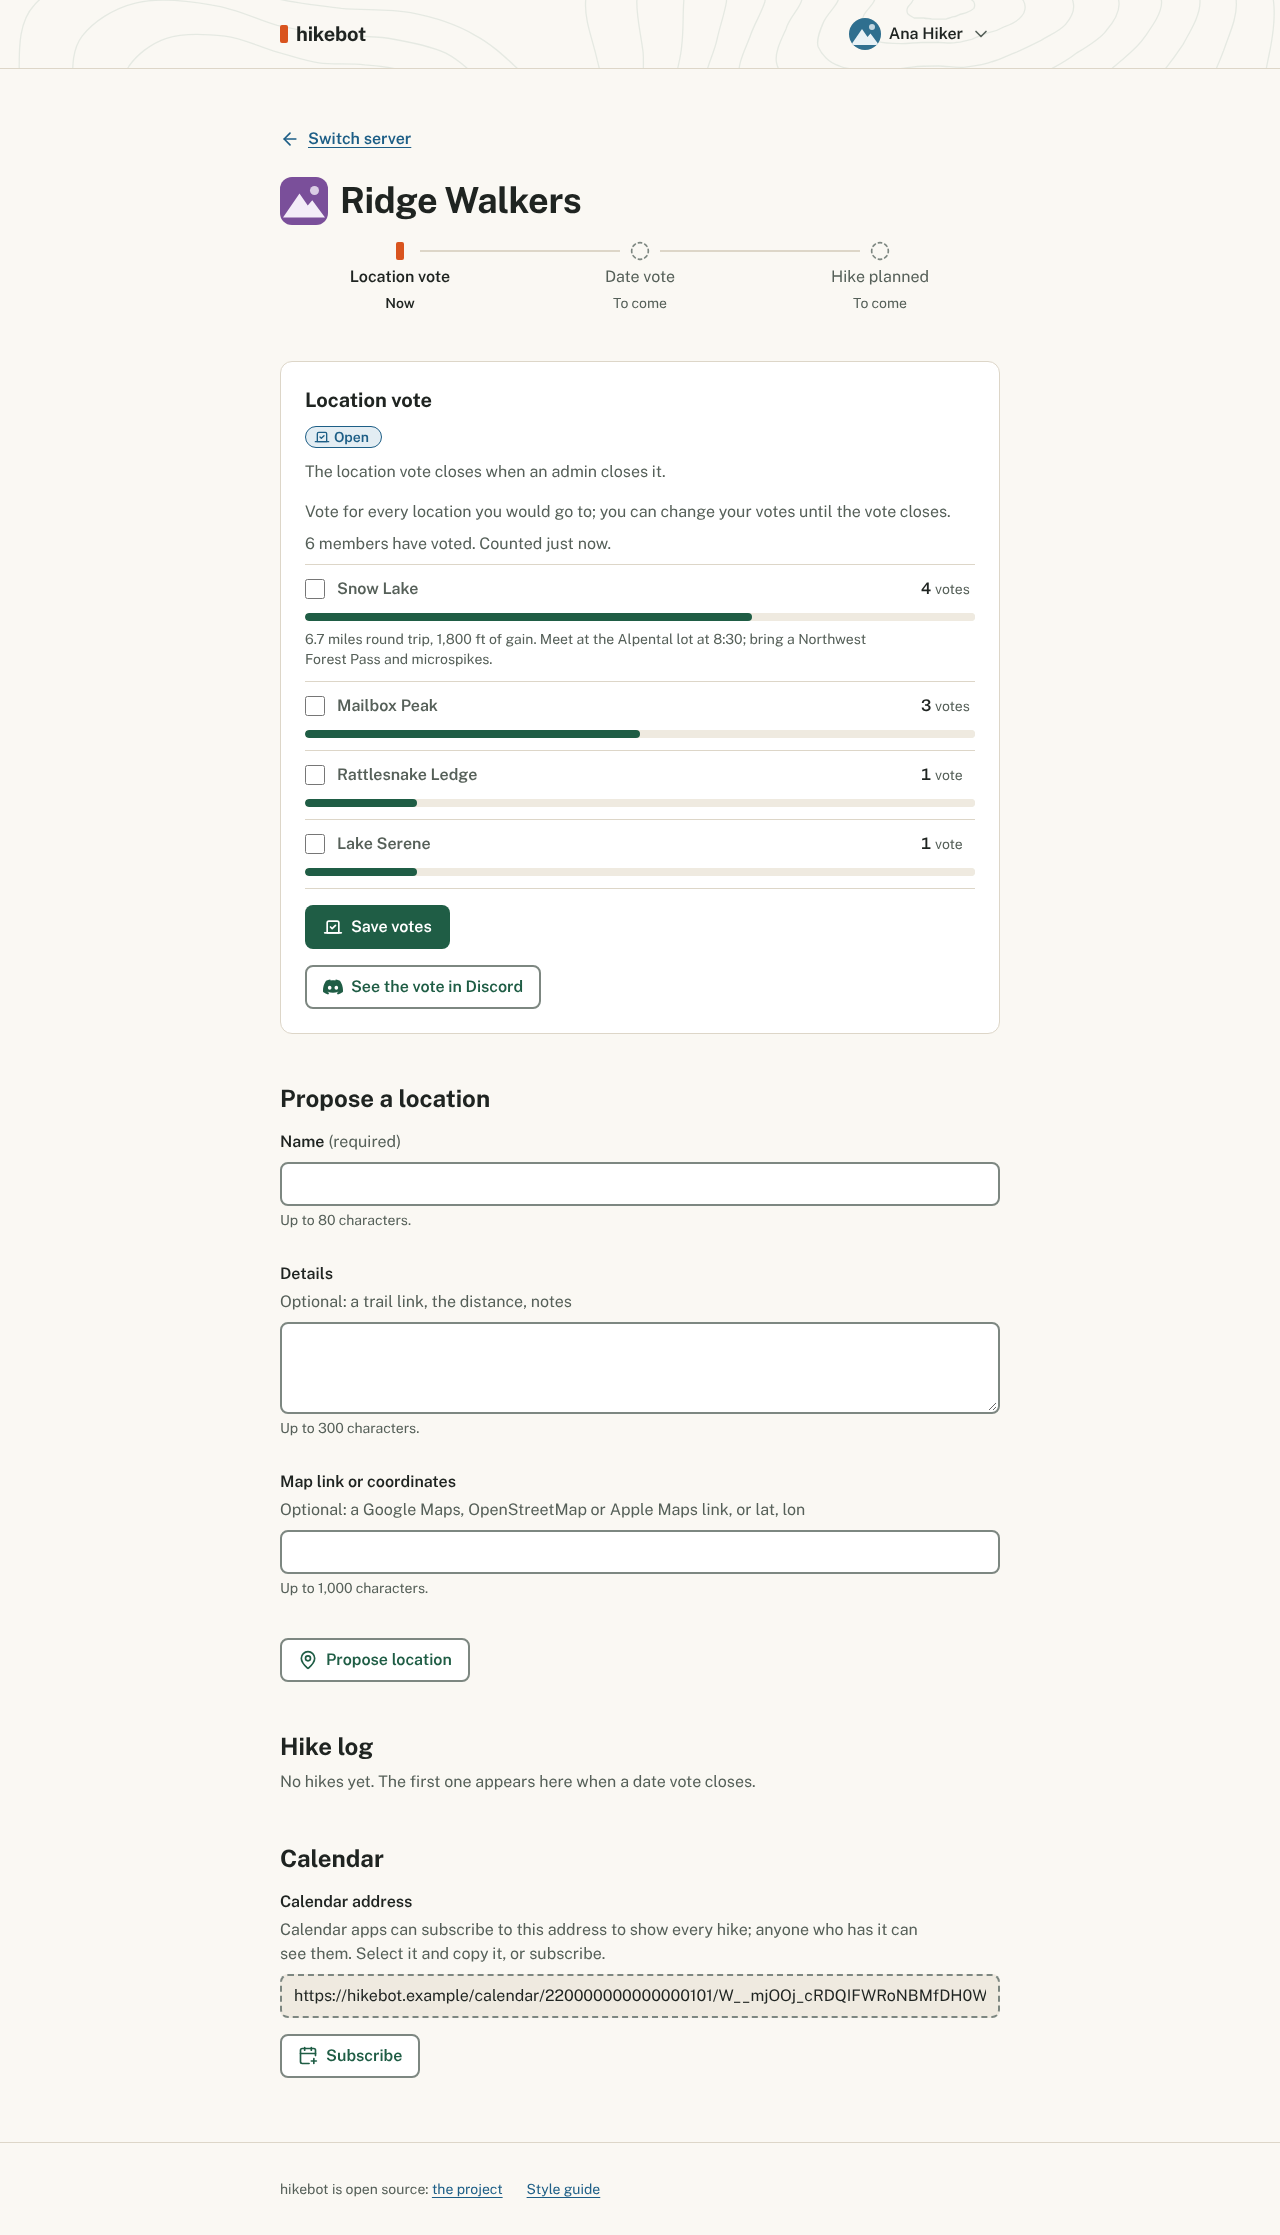 hikebot
Ana Hiker
Switch server
Ridge Walkers
Location vote
Now
Date vote
To come
Hike planned
To come
Location vote
Open
The location vote closes when an admin closes it.
Vote for every location you would go to; you can change your votes until the vote closes.
6 members have voted. Counted just now.
Snow Lake 4 votes
6.7 miles round trip, 1,800 ft of gain. Meet at the Alpental lot at 8:30; bring a Northwest
Forest Pass and microspikes.
Mailbox Peak 3 votes
Rattlesnake Ledge 1 vote
Lake Serene 1 vote
Save votes
See the vote in Discord
Propose a location
Name (required)
Up to 80 characters.
Details
Optional: a trail link, the distance, notes
Up to 300 characters.
Map link or coordinates
Optional: a Google Maps, OpenStreetMap or Apple Maps link, or lat, lon
Up to 1,000 characters.
Propose location
Hike log
No hikes yet. The first one appears here when a date vote closes.
Calendar
Calendar address
Calendar apps can subscribe to this address to show every hike; anyone who has it can
see them. Select it and copy it, or subscribe.
https://hikebot.example/calendar/220000000000000101/W__mjOOj_cRDQIFWRoNBMfDH0W
Subscribe
hikebot is open source: the project
Style guide